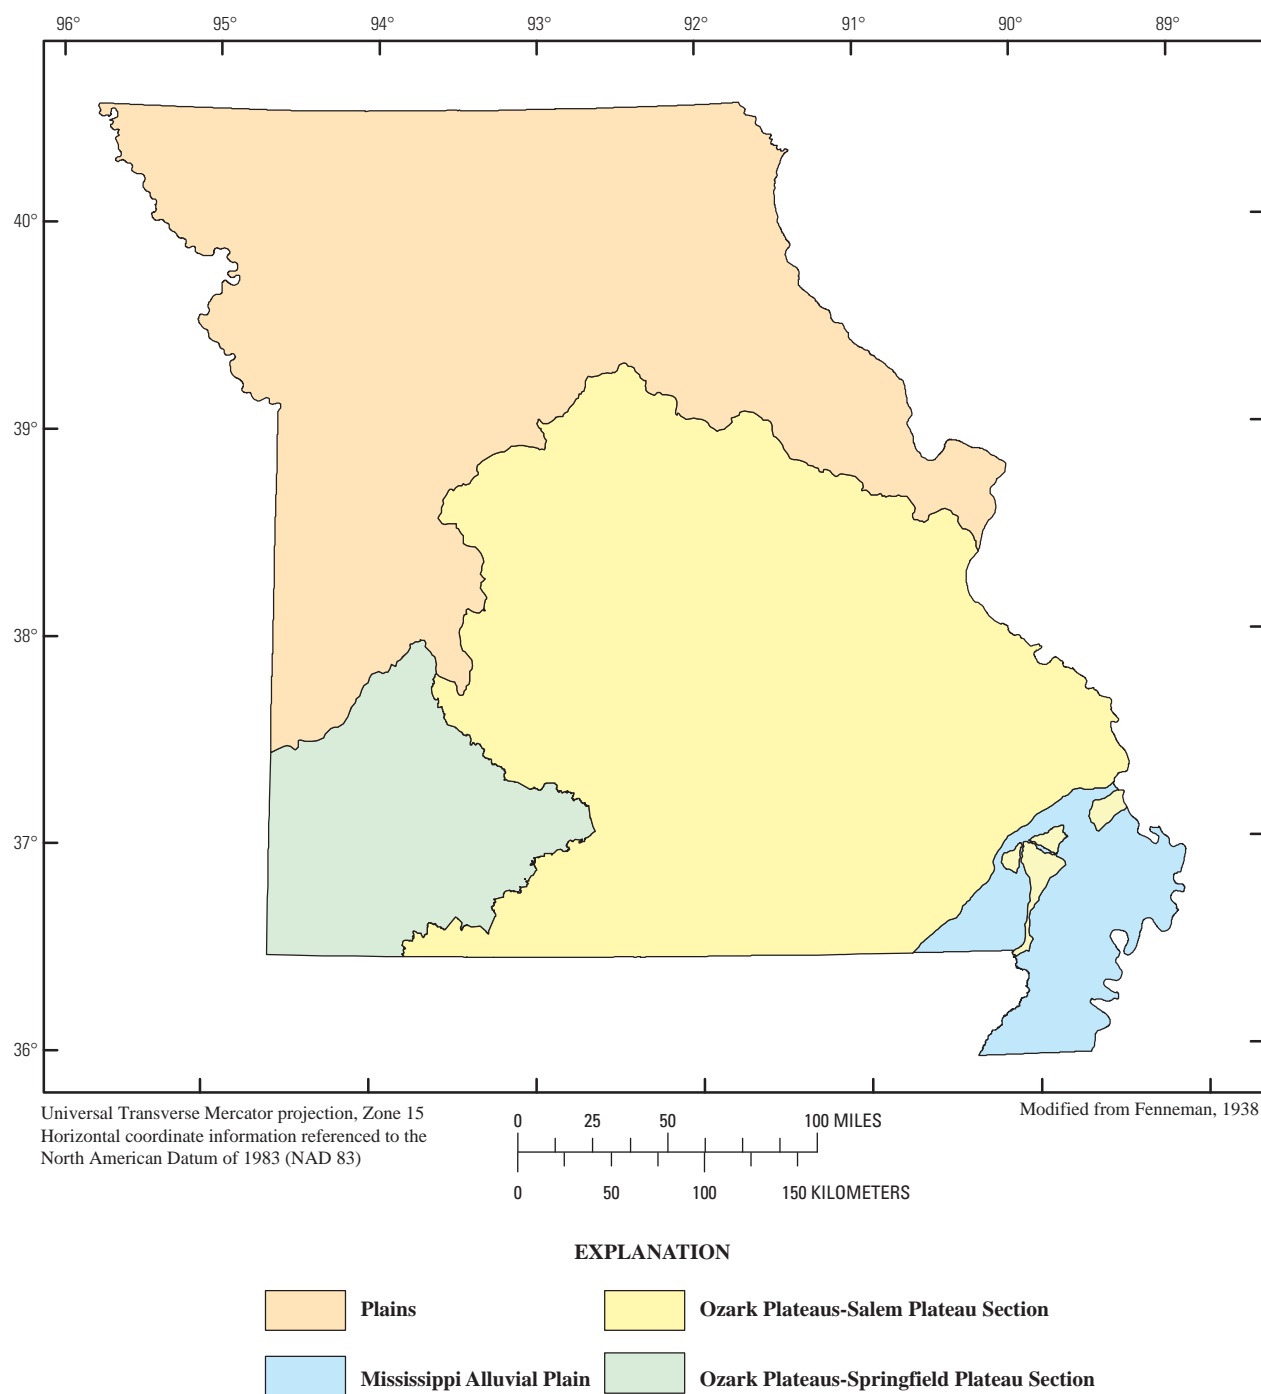 96° 95° 94° 93° 92° 91° 90° 89°
40°
39°
38°
37°
36°
Universal Transverse Mercator projection, Zone 15
Horizontal coordinate information referenced to the
North American Datum of 1983 (NAD 83)
0 25 50 100 MILES
0 50 100 150 KILOMETERS
Modified from Fenneman, 1938
EXPLANATION
Plains
Ozark Plateaus-Salem Plateau Section
Mississippi Alluvial Plain
Ozark Plateaus-Springfield Plateau Section